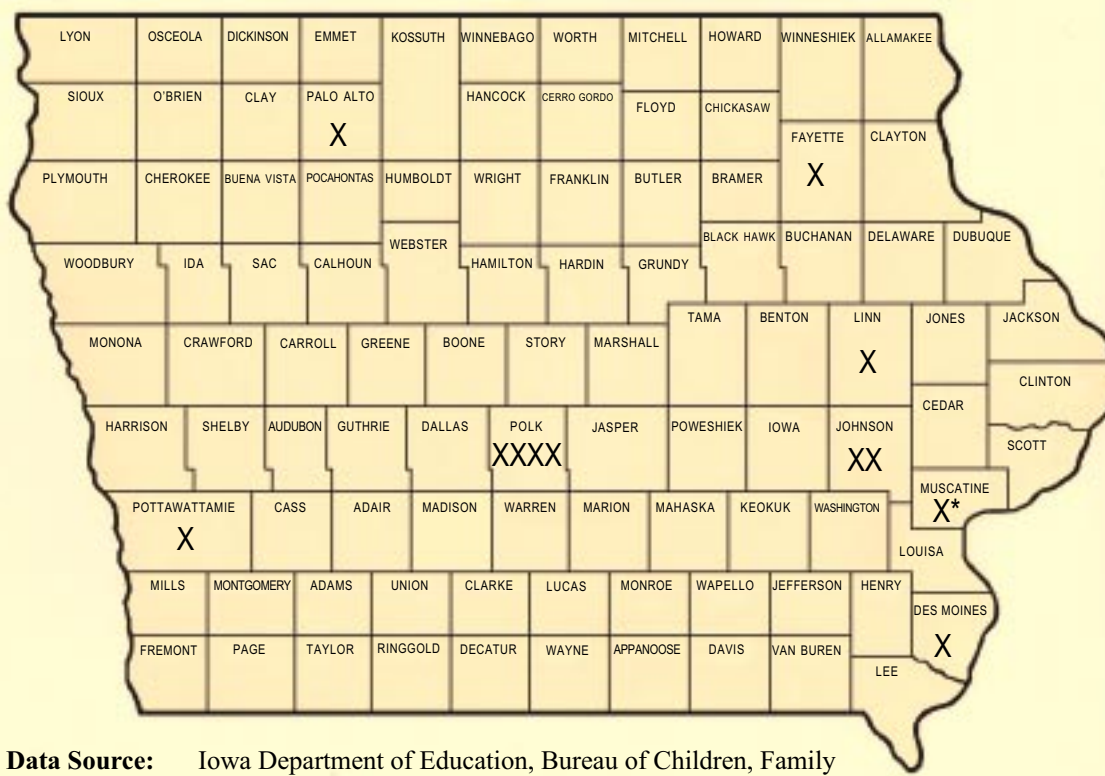 LYON OSCEOLA DICKINSON EMMET KOSSUTH WINNEBAGO WORTH MITCHELL HOWARD WINNESHIEK ALLAMAKEE
SIOUX O'BRIEN CLAY PALO ALTO HANCOCK CERRO GORDO FLOYD CHICKASAW
X
FAYETTE CLAYTON
X
PLYMOUTH CHEROKEE BUENA VISTA POCAHONTAS HUMBOLDT WRIGHT FRANKLIN BUTLER BRAMER
WEBSTER BLACK HAWK BUCHANAN DELAWARE DUBUQUE
WOODBURY IDA SAC CALHOUN HAMILTON HARDIN GRUNDY
TAMA BENTON LINN JONES JACKSON
X
MONONA CRAWFORD CARROLL GREENE BOONE STORY MARSHALL
CLINTON
CEDAR
HARRISON SHELBY AUDUBON GUTHRIE DALLAS POLK JASPER POWESHIEK IOWA JOHNSON
SCOTT
XXXX XX
MUSCATINE
X*
POTTAWATTAMIE CASS ADAIR MADISON WARREN MARION MAHASKA KEOKUK WASHINGTON
X
LOUISA
MILLS MONTGOMERY ADAMS UNION CLARKE LUCAS MONROE WAPELLO JEFFERSON HENRY
DES MOINES
X
FREMONT PAGE TAYLOR RINGGOLD DECATUR WAYNE APPANOOSE DAVIS VAN BUREN
LEE
Data Source: Iowa Department of Education, Bureau of Children, Family